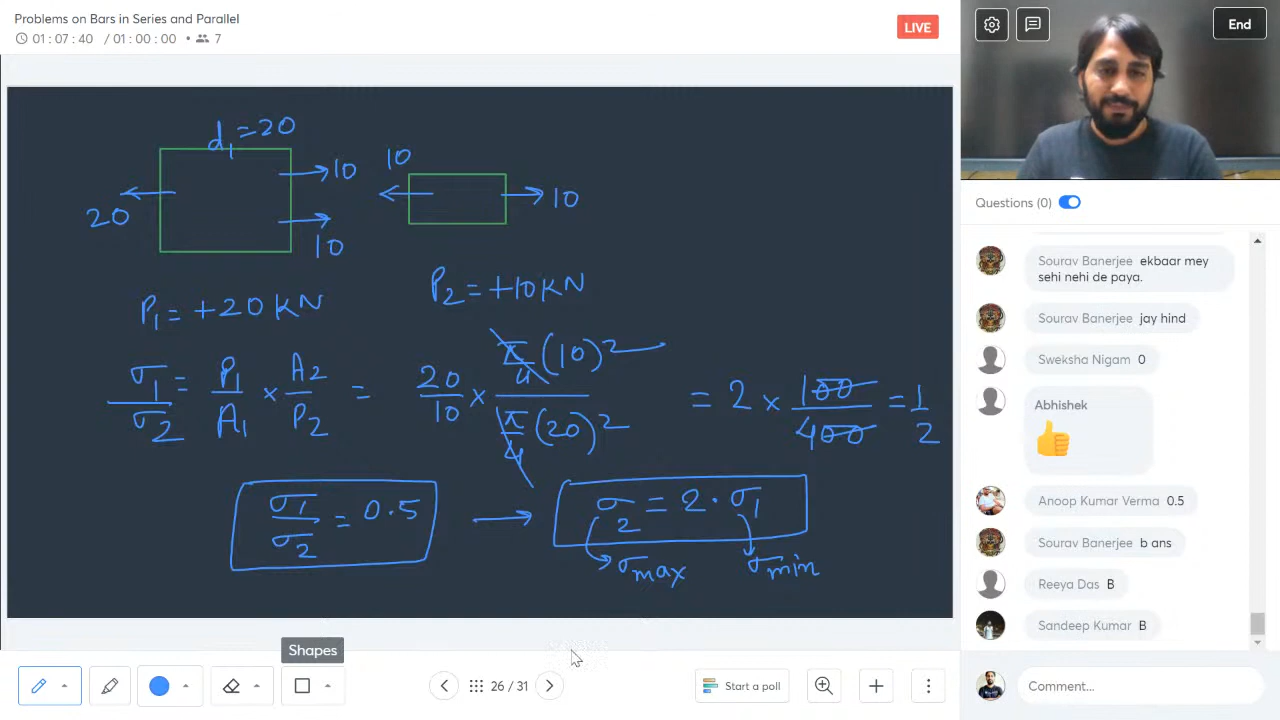 Problems on Bars in Series and Parallel
01:07:40 / 01:00:00 • 7
LIVE
End
d₁ = 20
20
10
10
10
10
P₁ = +20 KN
P₂ = +10 KN
σ₁/σ₂ = P₁/A₁ × A₂/P₂ = 20/10 × π/4 (10)² / π/4 (20)² = 2 × 100/400 = 1/2
σ₁/σ₂ = 0.5 → σ₂ = 2 · σ₁
σmax σmin
Questions (0)
Sourav Banerjee ekbaar mey sehi nehi de paya.
Sourav Banerjee jay hind
Sweksha Nigam 0
Abhishek
👍
Anoop Kumar Verma 0.5
Sourav Banerjee b ans
Reeya Das B
Sandeep Kumar B
Shapes
26 / 31
Start a poll
Comment...